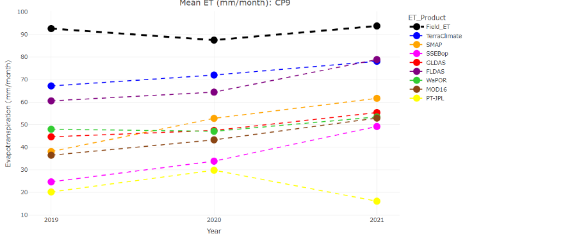 Mean ET (mm/month): CP9
ET_Product
Field_ET
TerraClimate
SMAP
SSEBop
GLDAS
FLDAS
WaPOR
MOD16
PT-JPL
Evapotranspiration (mm/month)
100
90
80
70
60
50
40
30
20
10
2019
2020
2021
Year